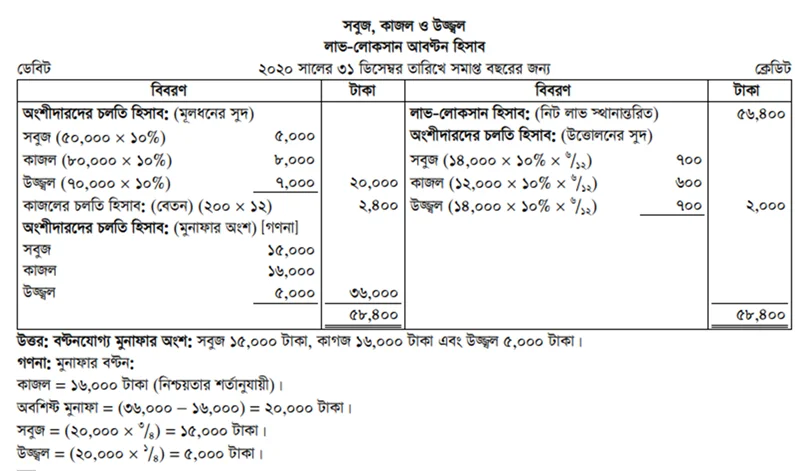 সবুজ, কাজল ও উজ্জ্বল
লাভ-লোকসান আবণ্টন হিসাব
ডেবিট ২০২০ সালের ৩১ ডিসেম্বর তারিখে সমাপ্ত বছরের জন্য ক্রেডিট
বিবরণ টাকা বিবরণ টাকা
অংশীদারদের চলতি হিসাব: (মূলধনের সুদ) লাভ-লোকসান হিসাব: (নিট লাভ স্থানান্তরিত) ৫৬,৪০০
সবুজ (৫০,০০০ × ১০%) ৫,০০০ অংশীদারদের চলতি হিসাব: (উত্তোলনের সুদ)
কাজল (৮০,০০০ × ১০%) ৮,০০০ সবুজ (১৪,০০০ × ১০% × ৬/১২) ৭০০
উজ্জ্বল (৭০,০০০ × ১০%) ৭,০০০ ২০,০০০ কাজল (১২,০০০ × ১০% × ৬/১২) ৬০০
কাজলের চলতি হিসাব: (বেতন) (২০০ × ১২) ২,৪০০ উজ্জ্বল (১৪,০০০ × ১০% × ৬/১২) ৭০০ ২,০০০
অংশীদারদের চলতি হিসাব: (মুনাফার অংশ) [গণনা]
সবুজ ১৫,০০০
কাজল ১৬,০০০
উজ্জ্বল ৫,০০০ ৩৬,০০০
৫৮,৪০০ ৫৮,৪০০
উত্তর: বণ্টনযোগ্য মুনাফার অংশ: সবুজ ১৫,০০০ টাকা, কাগজ ১৬,০০০ টাকা এবং উজ্জ্বল ৫,০০০ টাকা।
গণনা: মুনাফার বণ্টন:
কাজল = ১৬,০০০ টাকা (নিশ্চয়তার শর্তানুযায়ী)।
অবশিষ্ট মুনাফা = (৩৬,০০০ – ১৬,০০০) = ২০,০০০ টাকা।
সবুজ = (২০,০০০ × ৩/৪) = ১৫,০০০ টাকা।
উজ্জ্বল = (২০,০০০ × ১/৪) = ৫,০০০ টাকা।